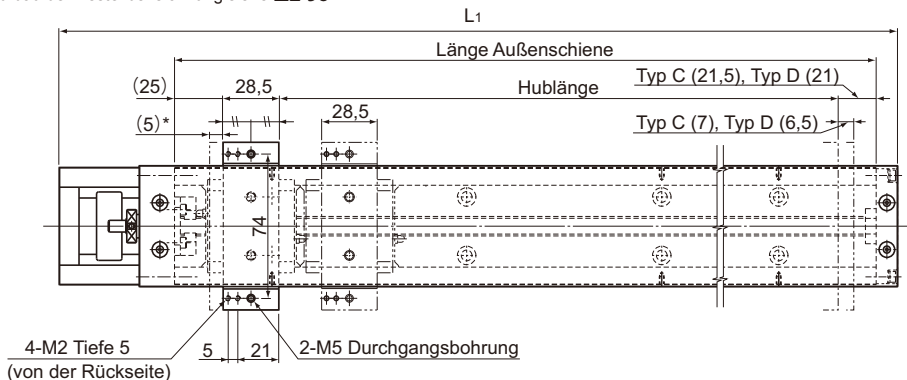 L1
Länge Außenschiene
(25)
28,5
Hublänge
Typ C (21,5), Typ D (21)
(5)*
28,5
Typ C (7), Typ D (6,5)
74
4-M2 Tiefe 5
(von der Rückseite)
5
21
2-M5 Durchgangsbohrung